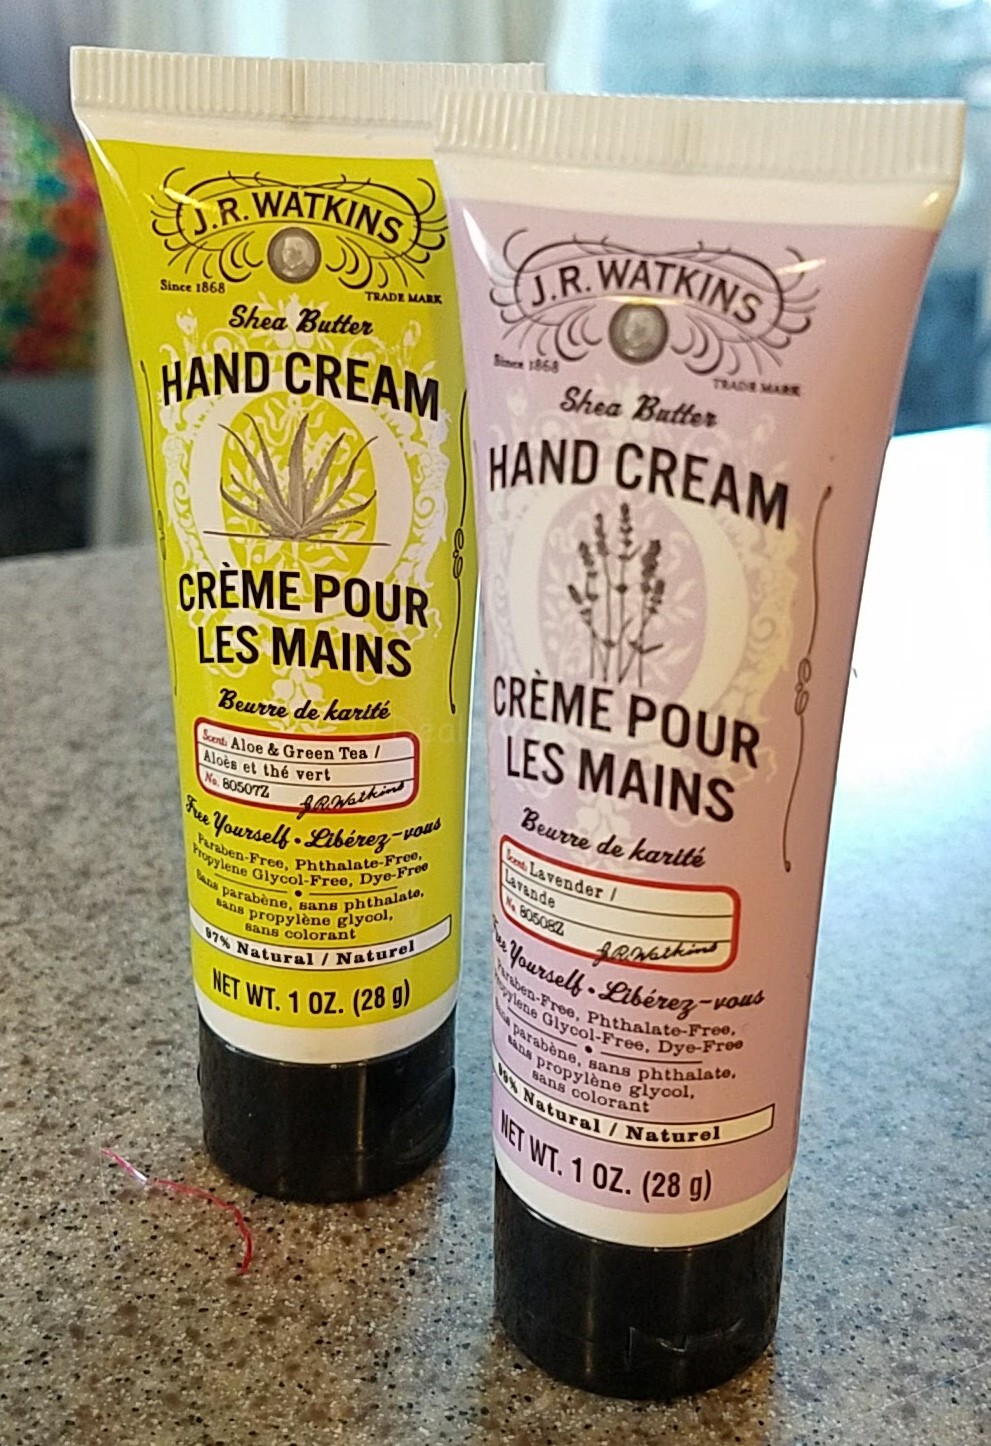 J.R. WATKINS
Since 1868
TRADE MARK
Shea Butter
HAND CREAM
CRÈME POUR
LES MAINS
Beurre de karité
Scent: Aloe & Green Tea /
Aloès et thé vert
No. 80507Z
J.R. Watkins
Free Yourself • Libérez-vous
Paraben-Free, Phthalate-Free,
Propylene Glycol-Free, Dye-Free
Sans parabène, sans phthalate,
sans propylène glycol,
sans colorant
97% Natural / Naturel
NET WT. 1 OZ. (28 g)
J.R. WATKINS
Since 1868
TRADE MARK
Shea Butter
HAND CREAM
CRÈME POUR
LES MAINS
Beurre de karité
Scent: Lavender /
Lavande
No. 80508Z
J.R. Watkins
Free Yourself • Libérez-vous
Paraben-Free, Phthalate-Free,
Propylene Glycol-Free, Dye-Free
Sans parabène, sans phthalate,
sans propylène glycol,
sans colorant
Natural / Naturel
NET WT. 1 OZ. (28 g)